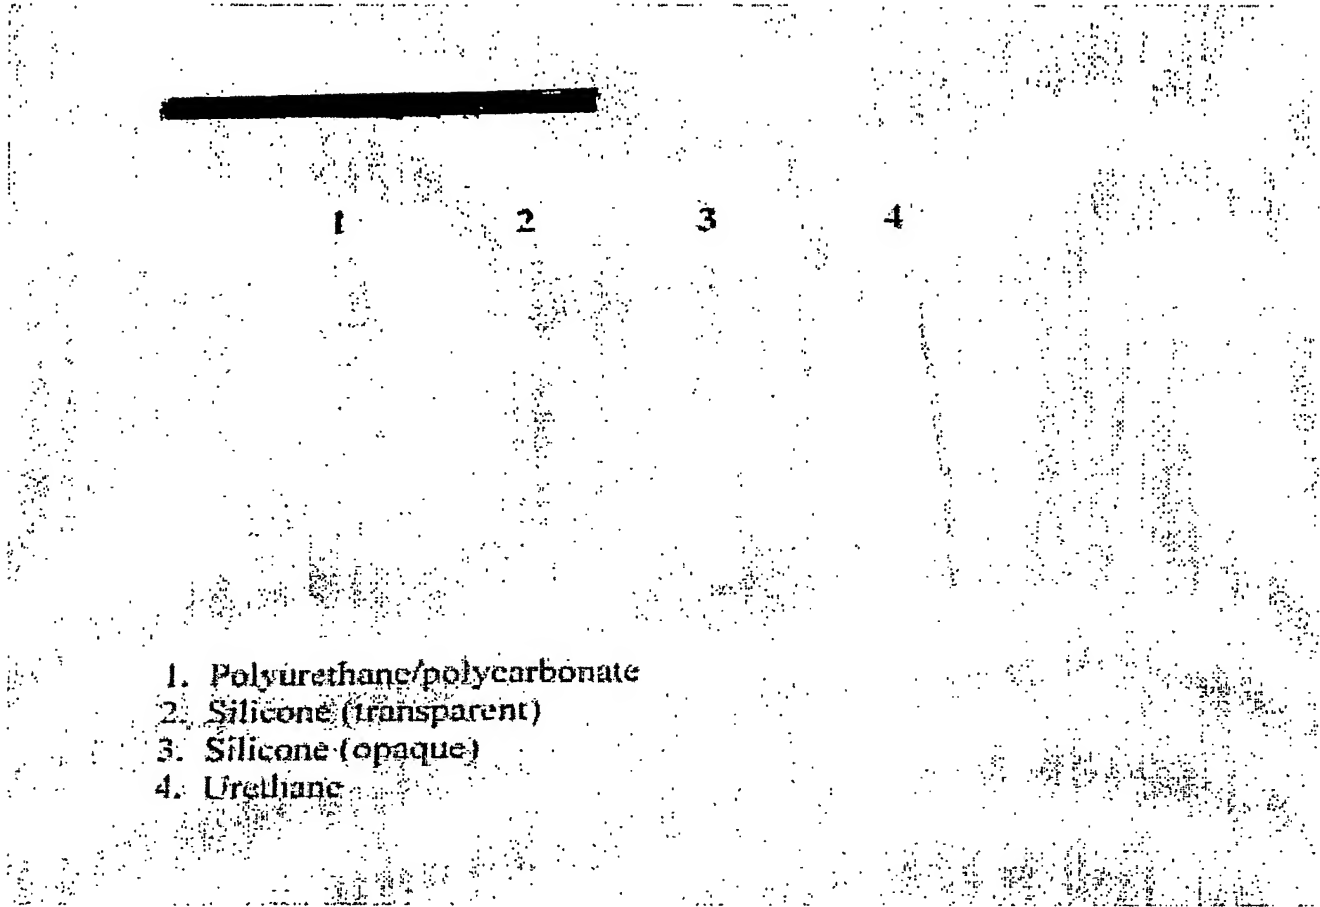 1 2 3 4
1. Polyurethane/polycarbonate
2. Silicone (transparent)
3. Silicone (opaque)
4. Urethane